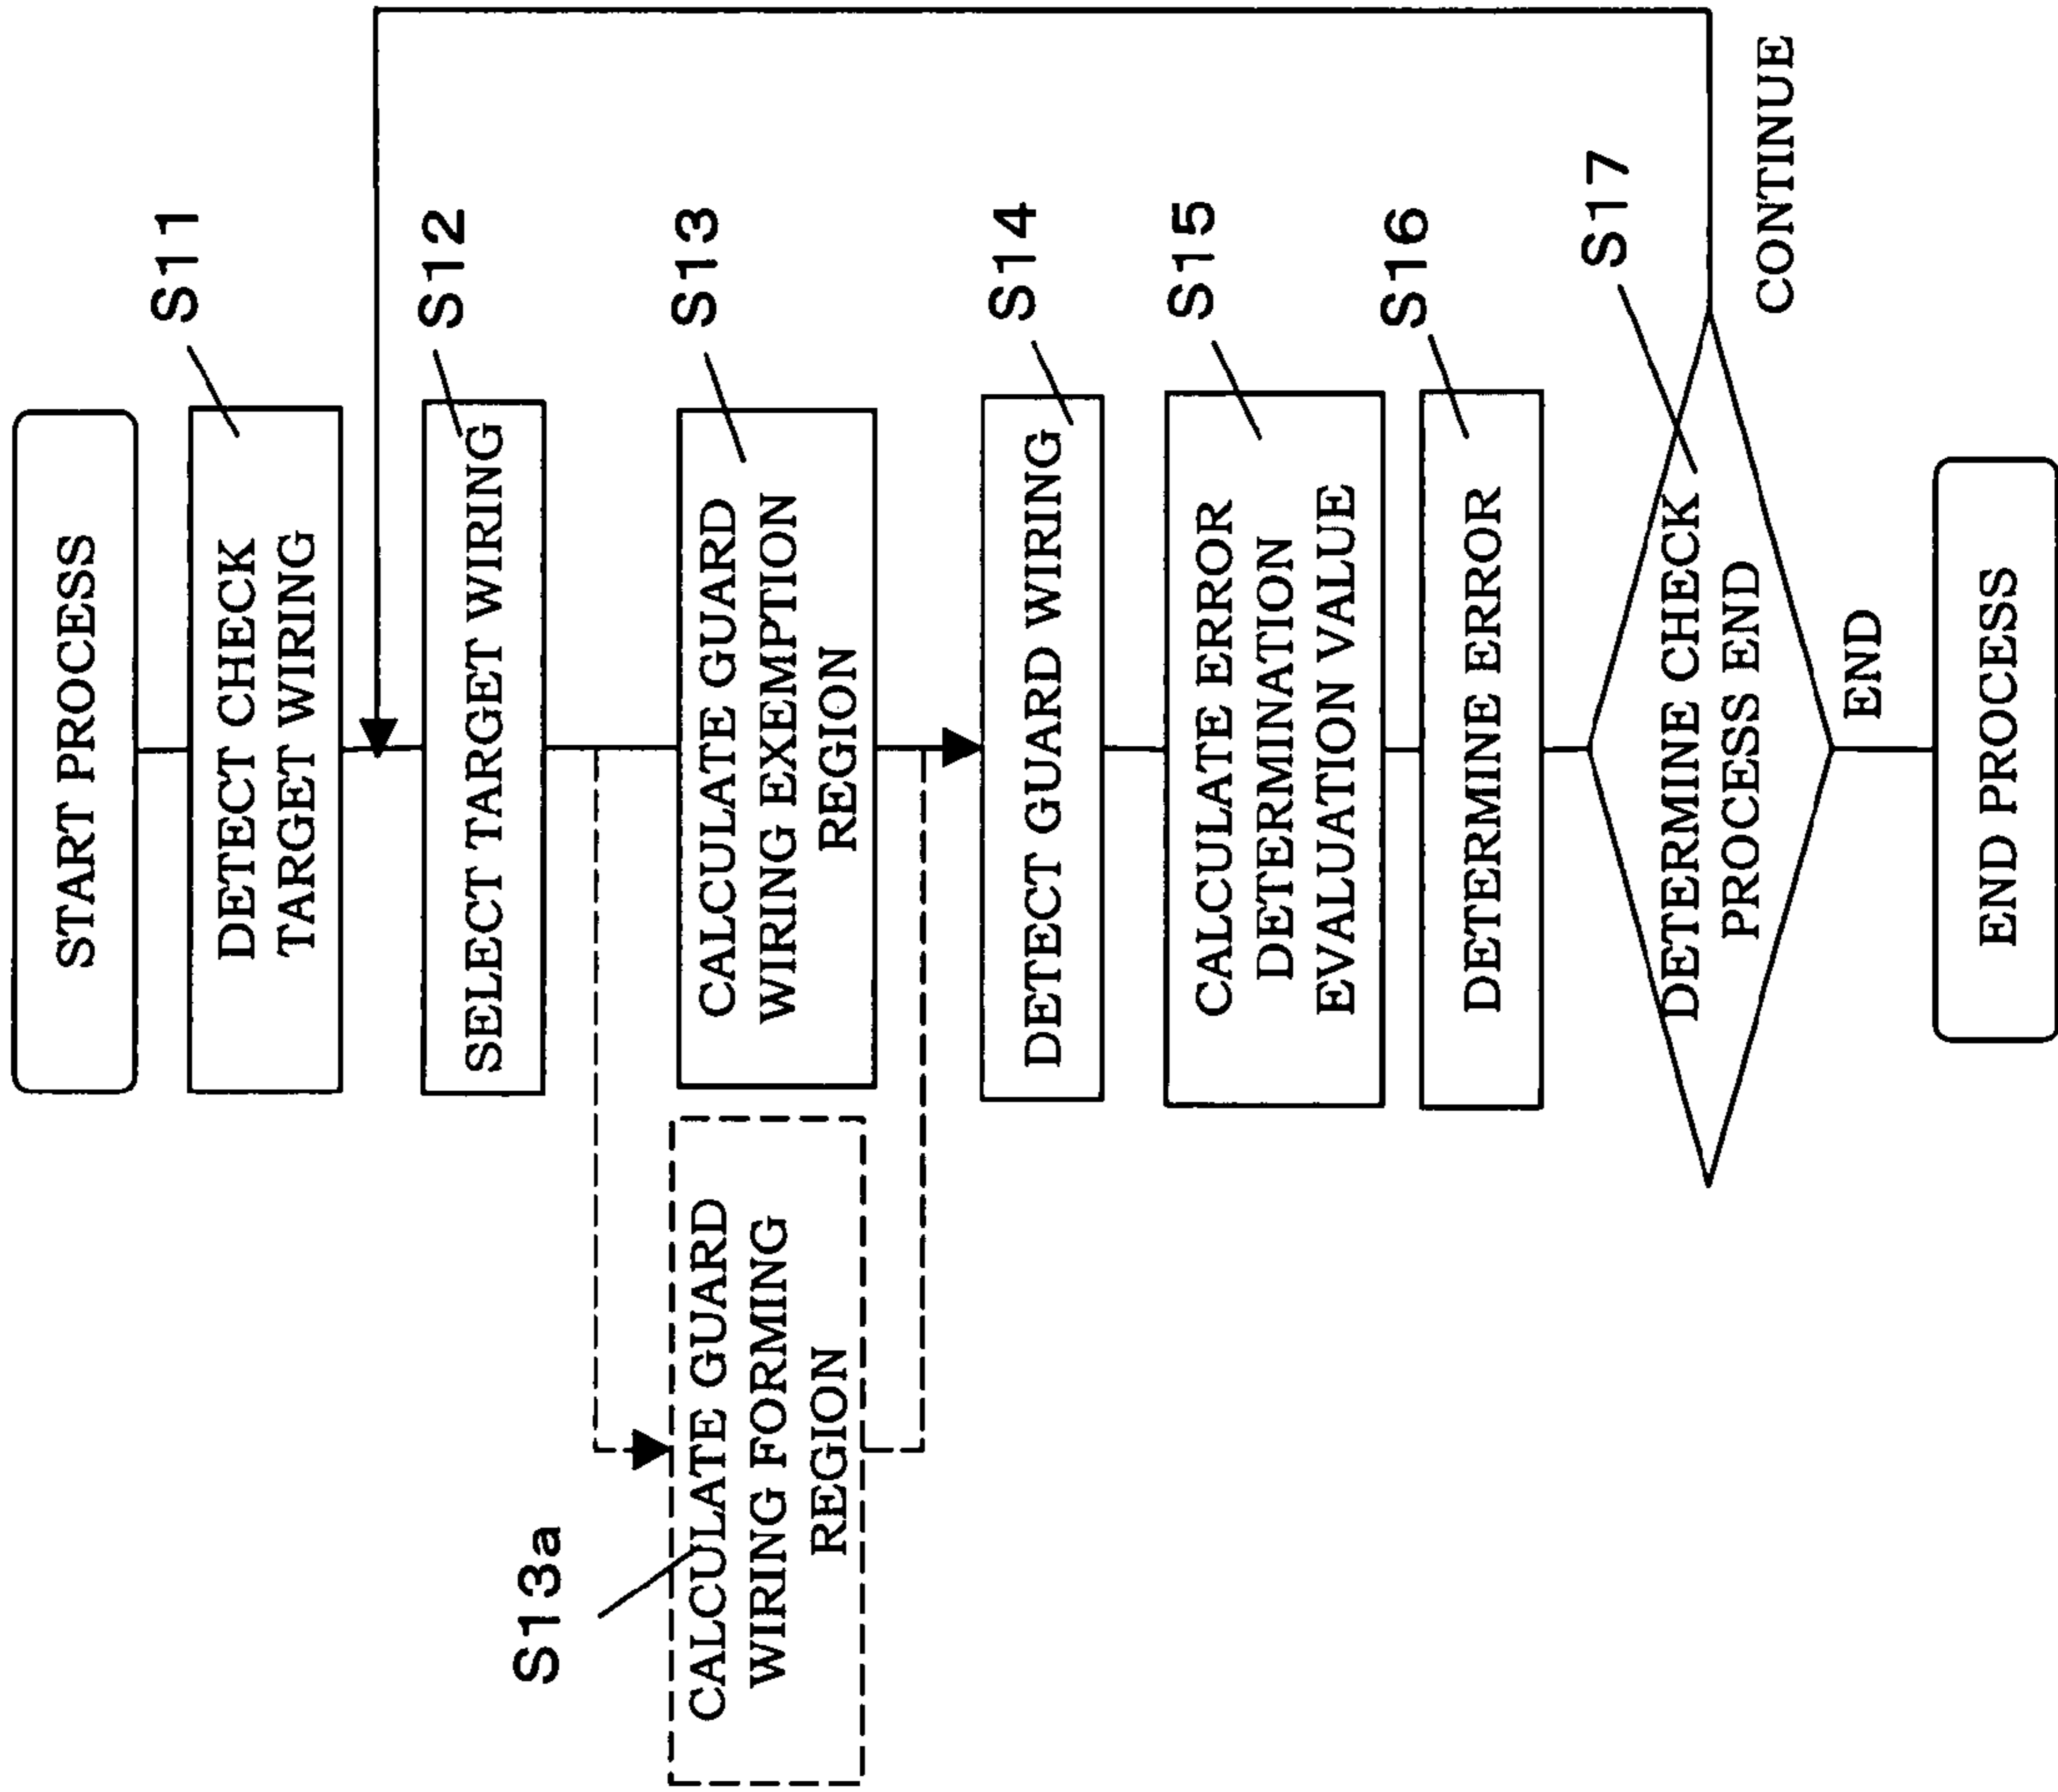 START PROCESS
S11
DETECT CHECK
TARGET WIRING
S12
SELECT TARGET WIRING
S13
CALCULATE GUARD
WIRING EXEMPTION
REGION
S13a
CALCULATE GUARD
WIRING FORMING
REGION
S14
DETECT GUARD WIRING
S15
CALCULATE ERROR
DETERMINATION
EVALUATION VALUE
S16
DETERMINE ERROR
S17
DETERMINE CHECK
PROCESS END
CONTINUE
END
END PROCESS